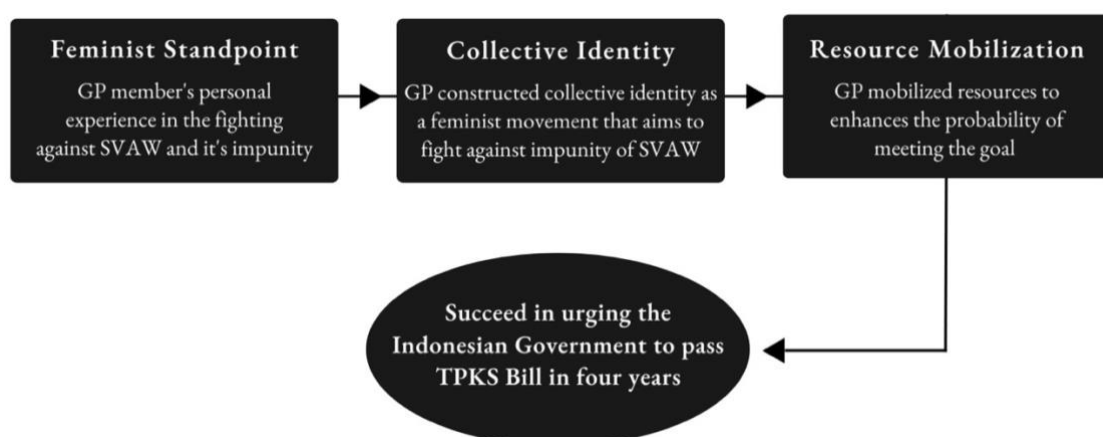 Feminist Standpoint
GP member's personal
experience in the fighting
against SVAW and it's impunity
Collective Identity
GP constructed collective identity as
a feminist movement that aims to
fight against impunity of SVAW
Resource Mobilization
GP mobilized resources to
enhances the probability of
meeting the goal
Succeed in urging the
Indonesian Government to pass
TPKS Bill in four years